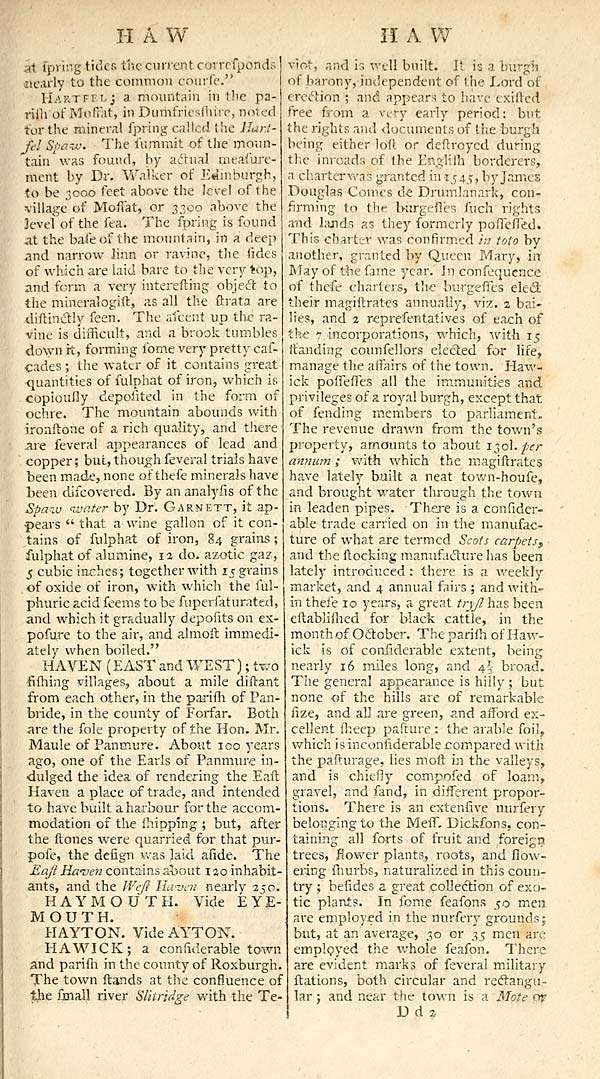 HAW
at ſpring tides the current correſponds
nearly to the common courſe.”
HARTFEL; a mountain in the pa-
riſh of Moffat, in Dumfriesſhire, noted
for the mineral ſpring called the Hart-
fel Spaw. The ſummit of the moun-
tain was found, by actual meaſure-
ment by Dr. Walker of Edinburgh,
to be 3000 feet above the level of the
village of Moffat, or 3300 above the
level of the ſea. The ſpring is found
at the baſe of the mountain, in a deep
and narrow linn or ravine, the ſides
of which are laid bare to the very top,
and form a very intereſting object to
the mineralogiſt, as all the ſtrata are
diſtinctly ſeen. The aſcent up the ra-
vine is difficult, and a brook tumbles
down it, forming ſome very pretty caſ-
cades; the water of it contains great
quantities of ſulphat of iron, which is
copiouſly depoſited in the form of
ochre. The mountain abounds with
ironſtone of a rich quality, and there
are ſeveral appearances of lead and
copper; but, though ſeveral trials have
been made, none of theſe minerals have
been diſcovered. By an analyſis of the
Spaw water by Dr. GARNETT, it ap-
pears “ that a wine gallon of it con-
tains of ſulphat of iron, 84 grains;
ſulphat of alumine, 12 do. azotic gaz,
5 cubic inches; together with 15 grains
of oxide of iron, with which the ſul-
phuric acid ſeems to be ſuperſaturated,
and which it gradually depoſits on ex-
poſure to the air, and almoſt immedi-
ately when boiled.”
HAVEN (EAST and WEST); two
fiſhing villages, about a mile diſtant
from each other, in the pariſh of Pan-
bride, in the county of Forfar. Both
are the ſole property of the Hon. Mr.
Maule of Panmure. About 100 years
ago, one of the Earls of Panmure in-
dulged the idea of rendering the Eaſt
Haven a place of trade, and intended
to have built a harbour for the accom-
modation of the ſhipping; but, after
the ſtones were quarried for that pur-
poſe, the deſign was laid aſide. The
Eaſt Haven contains about 120 inhabit-
ants, and the Weſt Haven nearly 250.
HAYMOUTH. Vide EYE-
MOUTH.
HAYTON. Vide AYTON.
HAWICK; a conſiderable town
and pariſh in the county of Roxburgh.
The town ſtands at the confluence of
the ſmall river Slitridge with the Te-
HAW
viot, and is well built. It is a burgh
of barony, independent of the Lord of
erection; and appears to have exiſted
free from a very early period: but
the rights and documents of the burgh
being either loſt or deſtroyed during
the inroads of the Engliſh borderers,
a charter was granted in 1545, by James
Douglas Comes de Drumlanark, con-
firming to the burgeſſes ſuch rights
and lands as they formerly poſſeſſed.
This charter was confirmed in toto by
another, granted by Queen Mary, in
May of the ſame year. In conſequence
of theſe charters, the burgeſſes elect
their magiſtrates annually, viz. 2 bai-
lies, and 2 repreſentatives of each of
the 7 incorporations, which, with 15
ſtanding counſellors elected for life,
manage the affairs of the town. Haw-
ick poſſeſſes all the immunities and
privileges of a royal burgh, except that
of ſending members to parliament.
The revenue drawn from the town's
property, amounts to about 130l. per
annum; with which the magiſtrates
have lately built a neat town-houſe,
and brought water through the town
in leaden pipes. There is a conſider-
able trade carried on in the manufac-
ture of what are termed Scots carpets,
and the ſtocking manufacture has been
lately introduced: there is a weekly
market, and 4 annual fairs; and with-
in theſe 10 years, a great tryſt has been
eſtabliſhed for black cattle, in the
month of October. The pariſh of Haw-
ick is of conſiderable extent, being
nearly 16 miles long, and 4½ broad.
The general appearance is hilly; but
none of the hills are of remarkable
ſize, and all are green, and afford ex-
cellent ſheep paſture: the arable ſoil,
which is inconſiderable compared with
the paſturage, lies moſt in the valleys,
and is chiefly compoſed of loam,
gravel, and ſand, in different propor-
tions. There is an extenſive nurſery
belonging to the Meſſ. Dickſons, con-
taining all ſorts of fruit and foreign
trees, flower plants, roots, and flow-
ering ſhurbs, naturalized in this coun-
try; beſides a great collection of exo-
tic plants. In ſome ſeaſons 50 men
are employed in the nurſery grounds;
but, at an average, 30 or 35 men are
employed the whole ſeaſon. There
are evident marks of ſeveral military
ſtations, both circular and rectangu-
lar; and near the town is a Mote or
D d 2